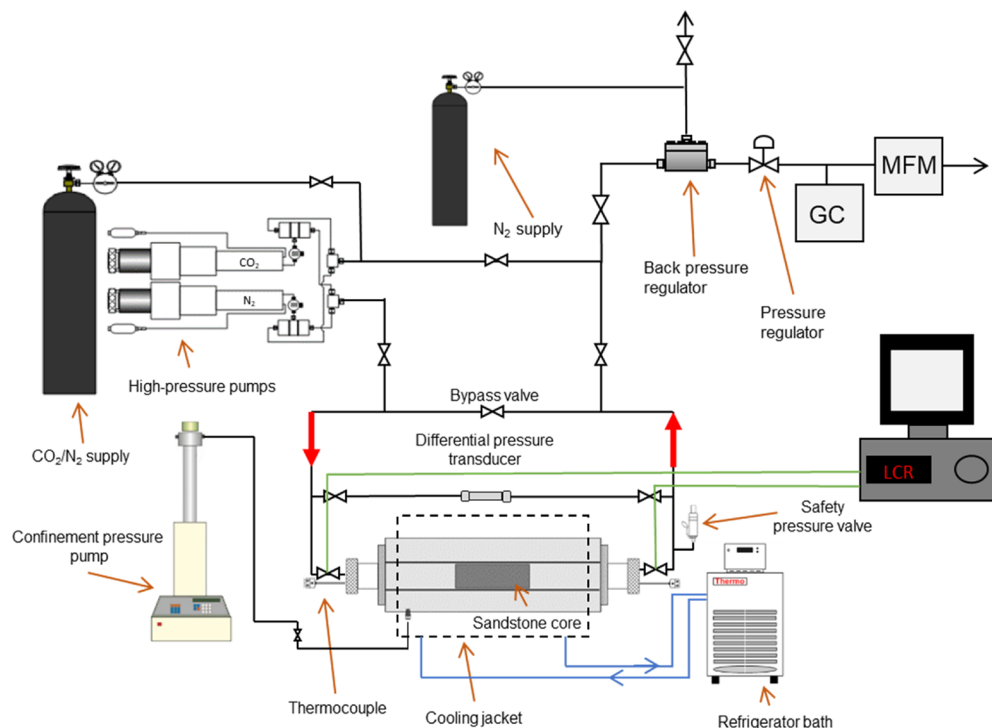 MFM
GC
N2 supply
Back pressure
regulator
Pressure
regulator
CO2
N2
High-pressure pumps
CO2/N2 supply
Bypass valve
Differential pressure
transducer
LCR
Safety
pressure valve
Confinement pressure
pump
Thermo
Sandstone core
Thermocouple
Cooling jacket
Refrigerator bath